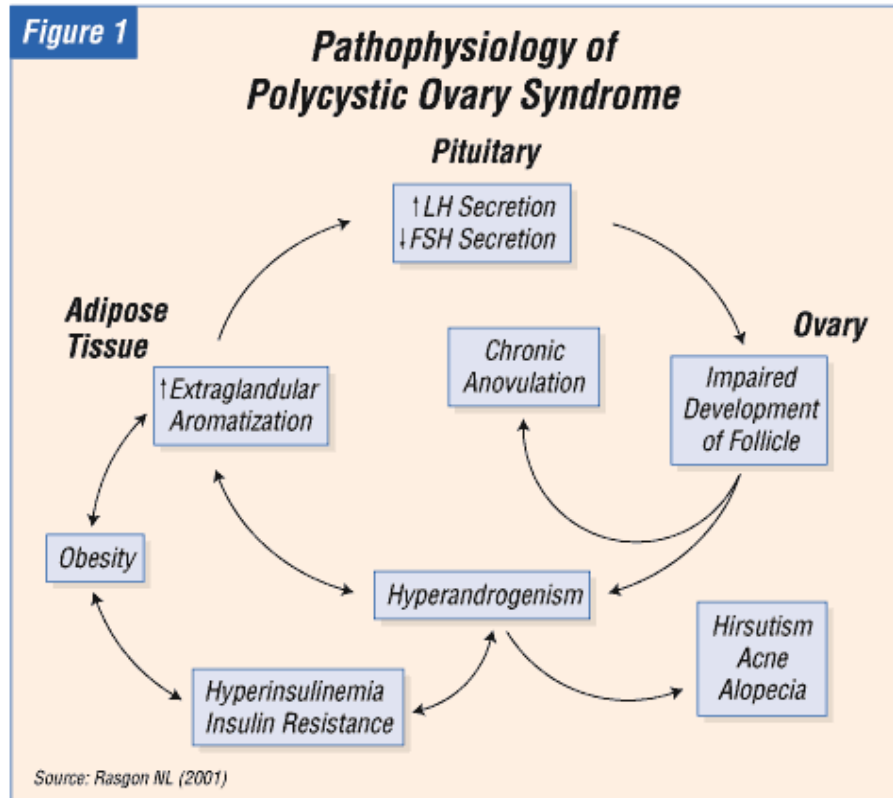 Figure 1
Pathophysiology of
Polycystic Ovary Syndrome
Pituitary
↑LH Secretion
↓FSH Secretion
Adipose
Tissue
↑Extraglandular
Aromatization
Chronic
Anovulation
Ovary
Impaired
Development
of Follicle
Obesity
Hyperandrogenism
Hirsutism
Acne
Alopecia
Hyperinsulinemia
Insulin Resistance
Source: Rasgon NL (2001)